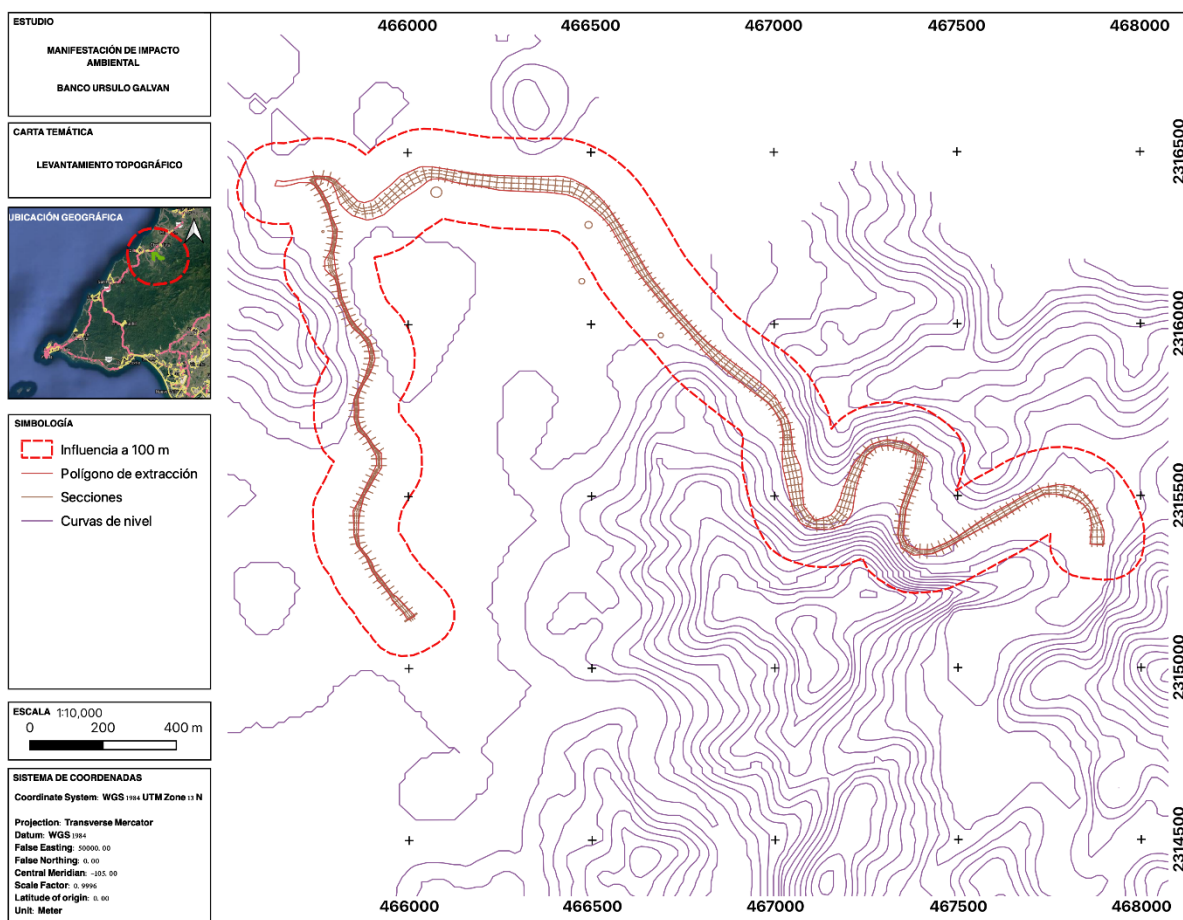 ESTUDIO
MANIFESTACIÓN DE IMPACTO
AMBIENTAL
BANCO URSULO GALVAN
CARTA TEMÁTICA
LEVANTAMIENTO TOPOGRÁFICO
UBICACIÓN GEOGRÁFICA
SIMBOLOGÍA
Influencia a 100 m
Polígono de extracción
Secciones
Curvas de nivel
ESCALA 1:10,000
0 200 400 m
SISTEMA DE COORDENADAS
Coordinate System: WGS 1984 UTM Zone 13 N
Projection: Transverse Mercator
Datum: WGS 1984
False Easting: 50000.00
False Northing: 0.00
Central Meridian: -105.00
Scale Factor: 0.9996
Latitude of origin: 0.00
Unit: Meter
466000 466500 467000 467500 468000
2316500
2316000
2315500
2315000
2314500
466000 466500 467000 467500 468000